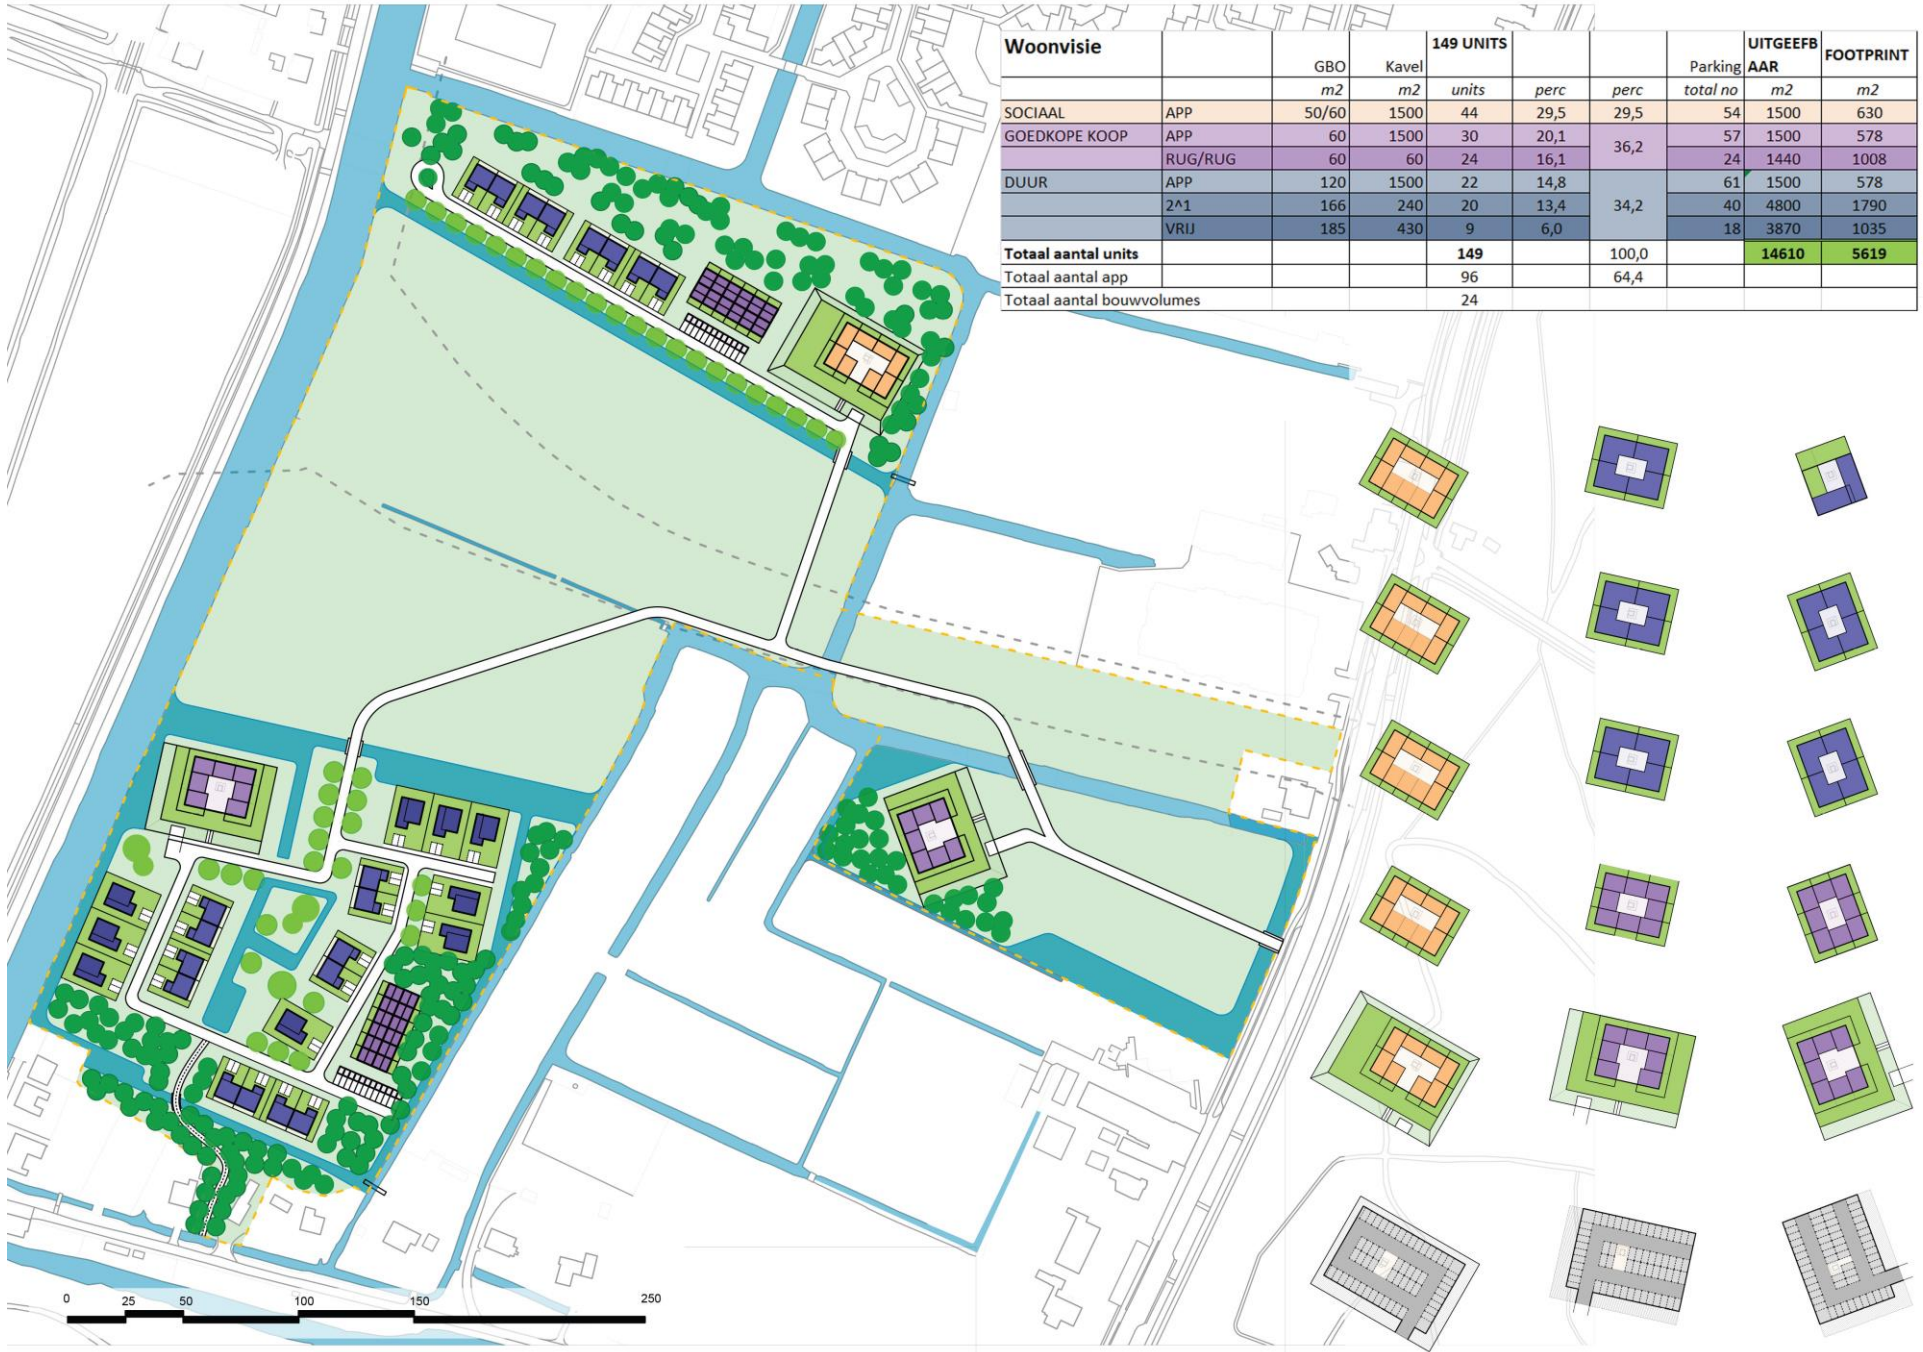 Woonvisie 149 UNITS UITGEEFB
GBO Kavel Parking AAR FOOTPRINT
m2 m2 units perc perc total no m2 m2
SOCIAAL APP 50/60 1500 44 29,5 29,5 54 1500 630
GOEDKOPE KOOP APP 60 1500 30 20,1 36,2 57 1500 578
RUG/RUG 60 60 24 16,1 24 1440 1008
DUUR APP 120 1500 22 14,8 34,2 61 1500 578
2^1 166 240 20 13,4 40 4800 1790
VRIJ 185 430 9 6,0 18 3870 1035
Totaal aantal units 149 100,0 14610 5619
Totaal aantal app 96 64,4
Totaal aantal bouwvolumes 24
0 25 50 100 150 250